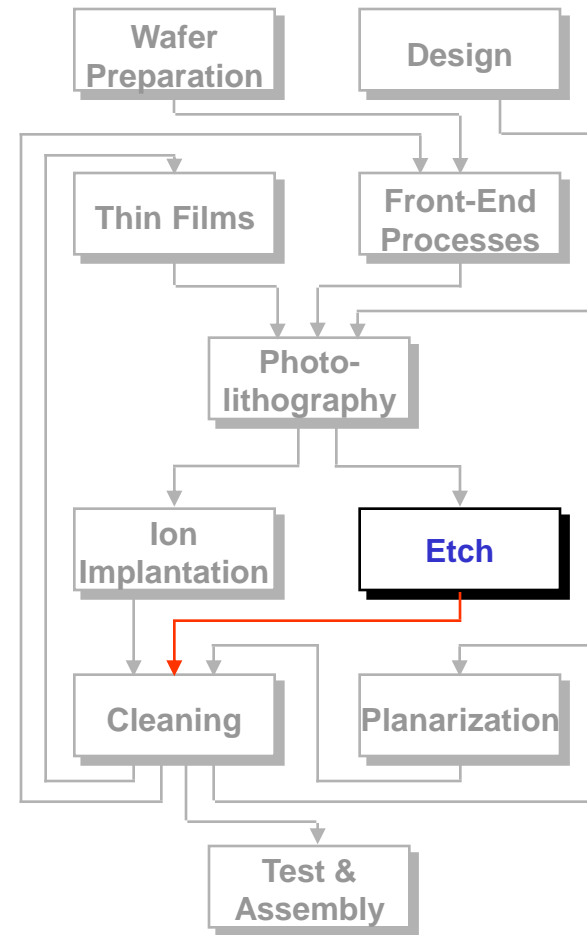 Wafer
Preparation
Design
Thin Films
Front-End
Processes
Photo-
lithography
Ion
Implantation
Etch
Cleaning
Planarization
Test &
Assembly